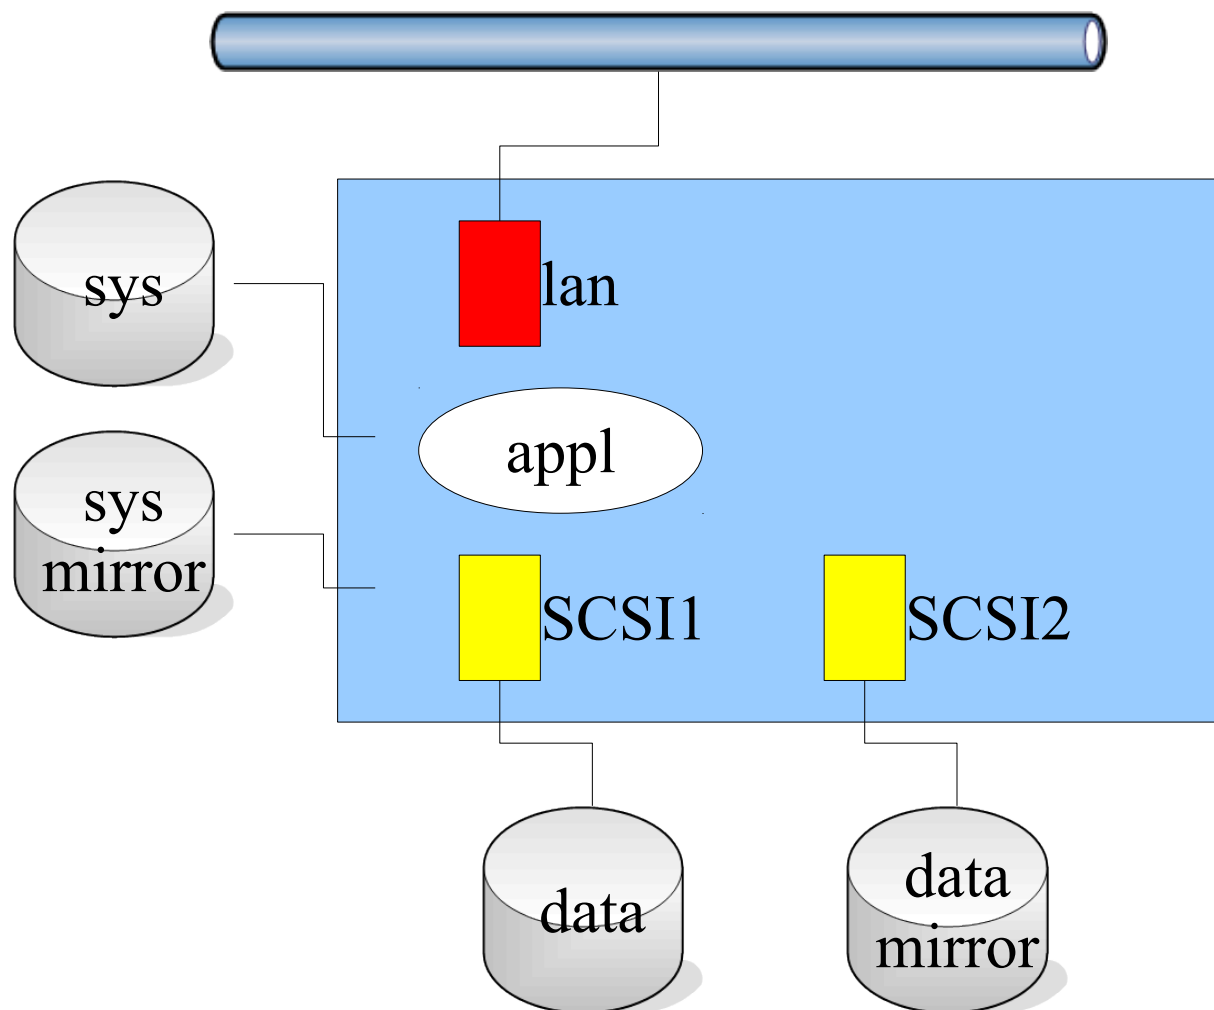 lan
sys
appl
sys
mirror
SCSI1
SCSI2
data
data
mirror